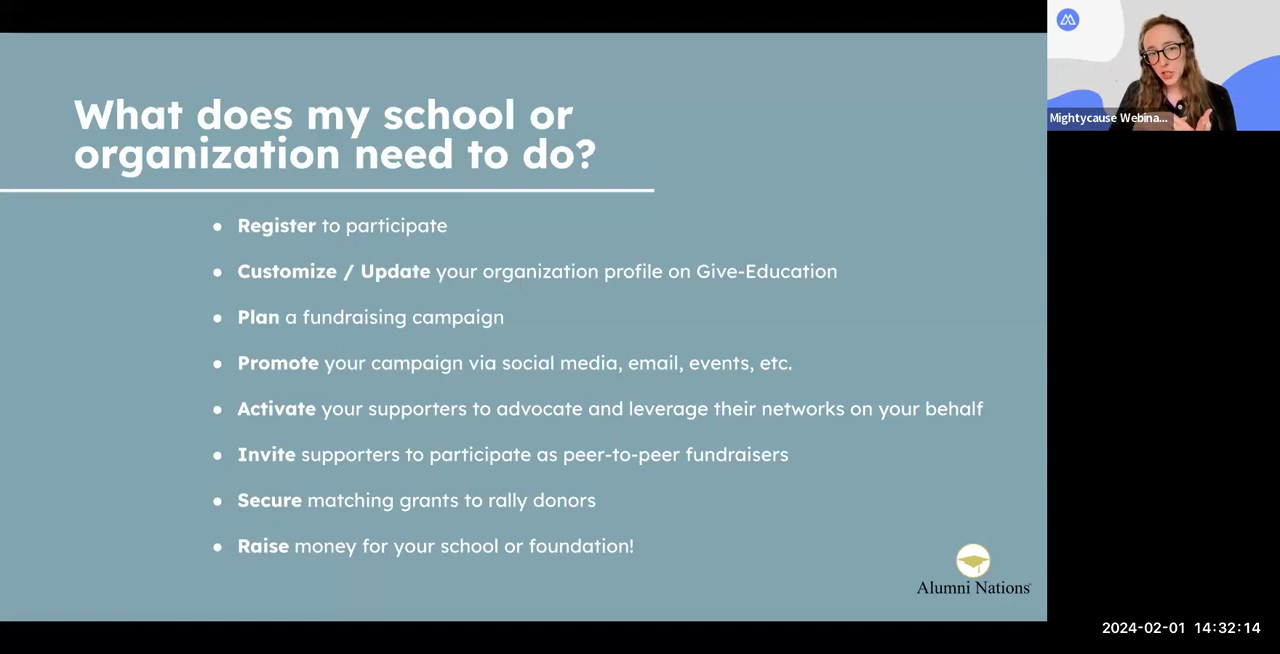 What does my school or
organization need to do?
● Register to participate
● Customize / Update your organization profile on Give-Education
● Plan a fundraising campaign
● Promote your campaign via social media, email, events, etc.
● Activate your supporters to advocate and leverage their networks on your behalf
● Invite supporters to participate as peer-to-peer fundraisers
● Secure matching grants to rally donors
● Raise money for your school or foundation!
Alumni Nations
Mightycause Webina...
2024-02-01 14:32:14